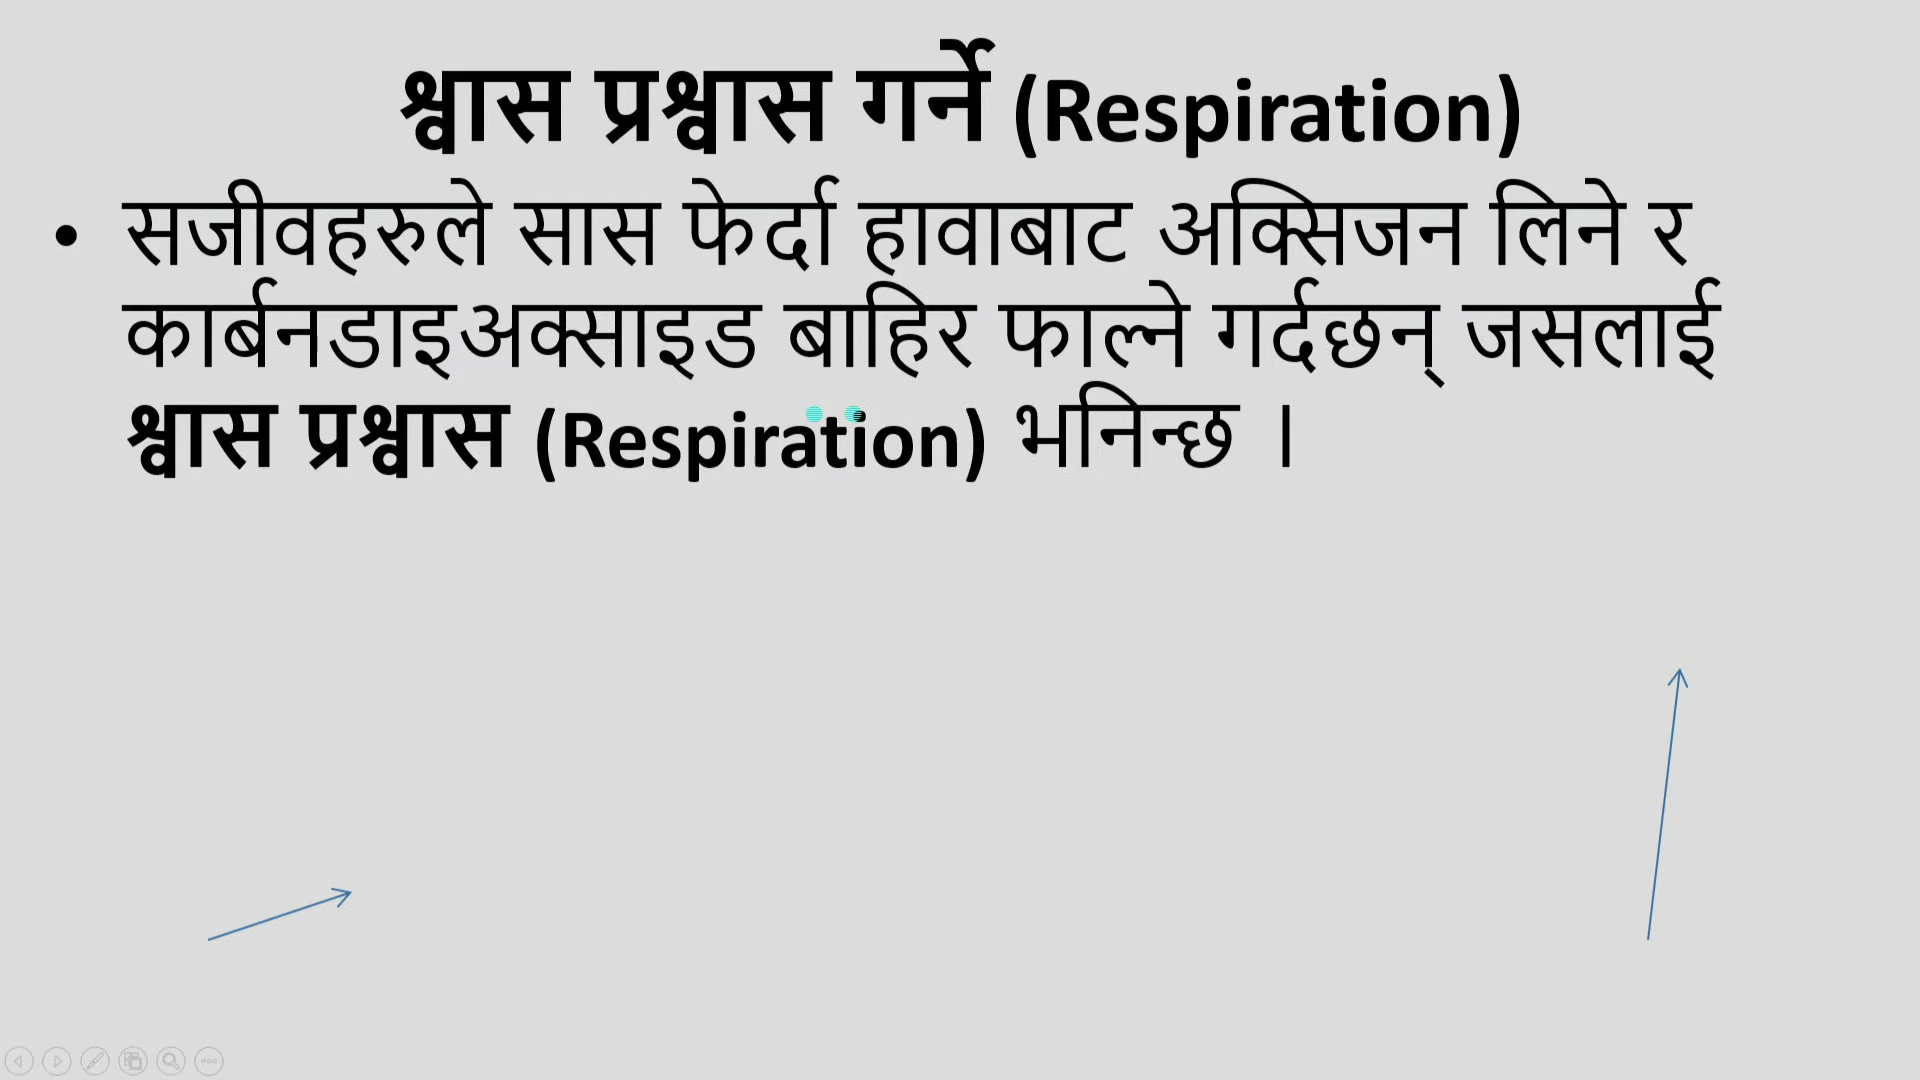 श्वास प्रश्वास गर्ने (Respiration)
• सजीवहरुले सास फेर्दा हावाबाट अक्सिजन लिने र
कार्बनडाइअक्साइड बाहिर फाल्ने गर्दछन् जसलाई
श्वास प्रश्वास (Respiration) भनिन्छ ।